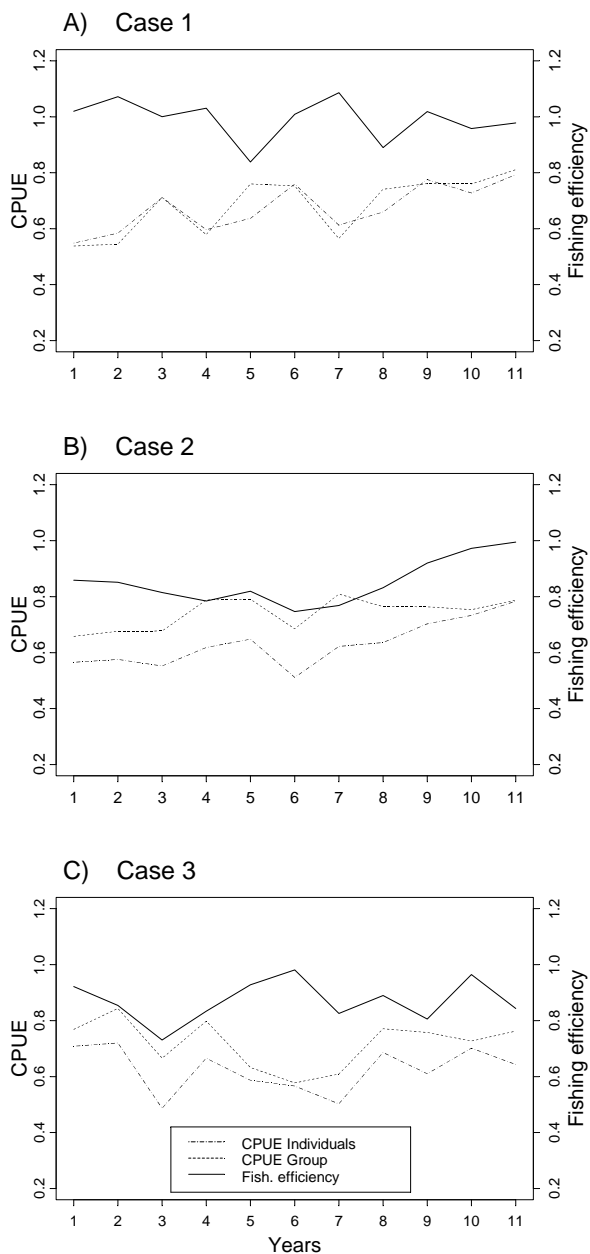 A) Case 1
1.2 1.2
1.0 1.0
0.8 0.8
0.6 0.6
0.4 0.4
0.2 0.2
CPUE
Fishing efficiency
1 2 3 4 5 6 7 8 9 10 11
B) Case 2
1.2 1.2
1.0 1.0
0.8 0.8
0.6 0.6
0.4 0.4
0.2 0.2
CPUE
Fishing efficiency
1 2 3 4 5 6 7 8 9 10 11
C) Case 3
1.2 1.2
1.0 1.0
0.8 0.8
0.6 0.6
0.4 0.4
0.2 0.2
CPUE
Fishing efficiency
CPUE Individuals
CPUE Group
Fish. efficiency
1 2 3 4 5 6 7 8 9 10 11
Years